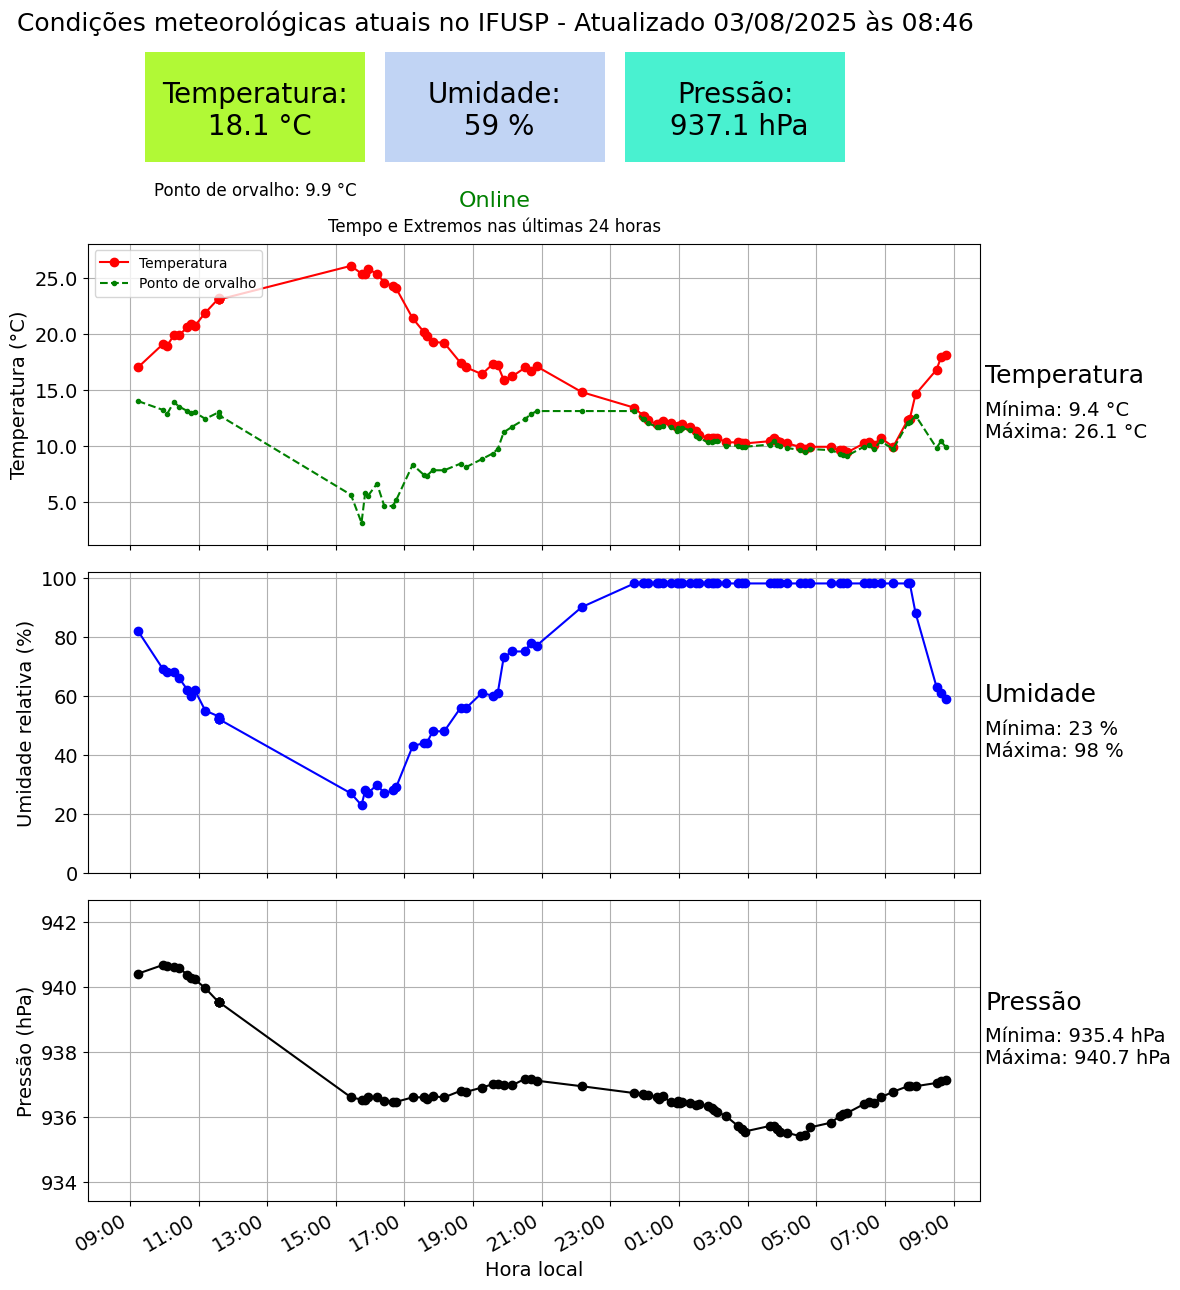 Condições meteorológicas atuais no IFUSP - Atualizado 03/08/2025 às 08:46
Temperatura:
18.1 °C
Umidade:
59 %
Pressão:
937.1 hPa
Ponto de orvalho: 9.9 °C
Online
Tempo e Extremos nas últimas 24 horas
Temperatura
Ponto de orvalho
Temperatura (°C)
25.0
20.0
15.0
10.0
5.0
Temperatura
Mínima: 9.4 °C
Máxima: 26.1 °C
Umidade relativa (%)
100
80
60
40
20
0
Umidade
Mínima: 23 %
Máxima: 98 %
Pressão (hPa)
942
940
938
936
934
Pressão
Mínima: 935.4 hPa
Máxima: 940.7 hPa
09:00
11:00
13:00
15:00
17:00
19:00
21:00
23:00
01:00
03:00
05:00
07:00
09:00
Hora local